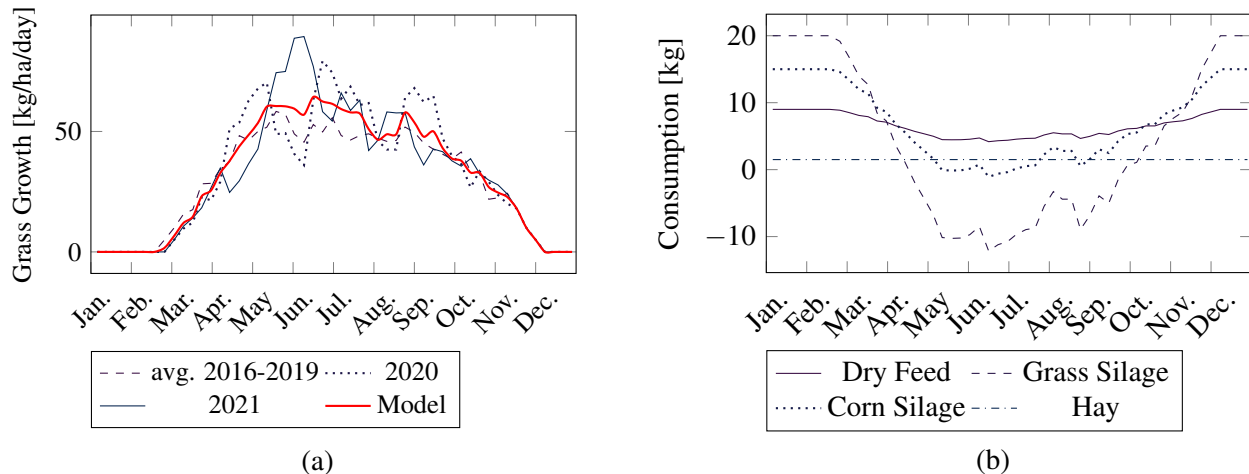 Grass Growth [kg/ha/day]
50
0
Jan. Feb. Mar. Apr. May Jun. Jul. Aug. Sep. Oct. Nov. Dec.
avg. 2016-2019 2020
2021 Model
(a)
Consumption [kg]
20
10
0
−10
Jan. Feb. Mar. Apr. May Jun. Jul. Aug. Sep. Oct. Nov. Dec.
Dry Feed Grass Silage
Corn Silage Hay
(b)